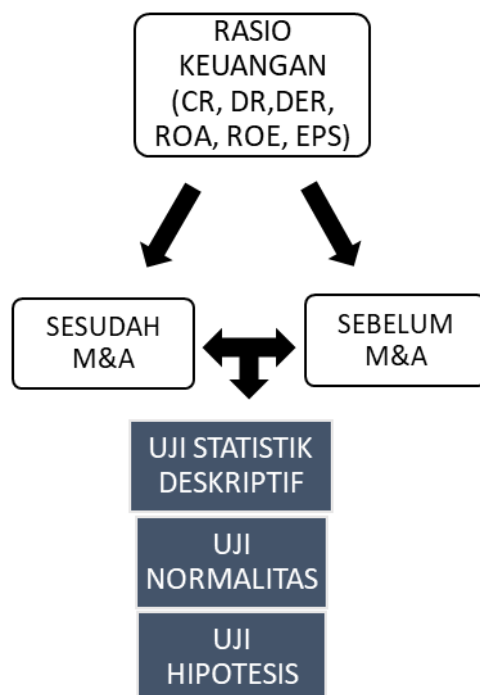 RASIO
KEUANGAN
(CR, DR,DER,
ROA, ROE, EPS)
SESUDAH
M&A
SEBELUM
M&A
UJI STATISTIK
DESKRIPTIF
UJI
NORMALITAS
UJI
HIPOTESIS